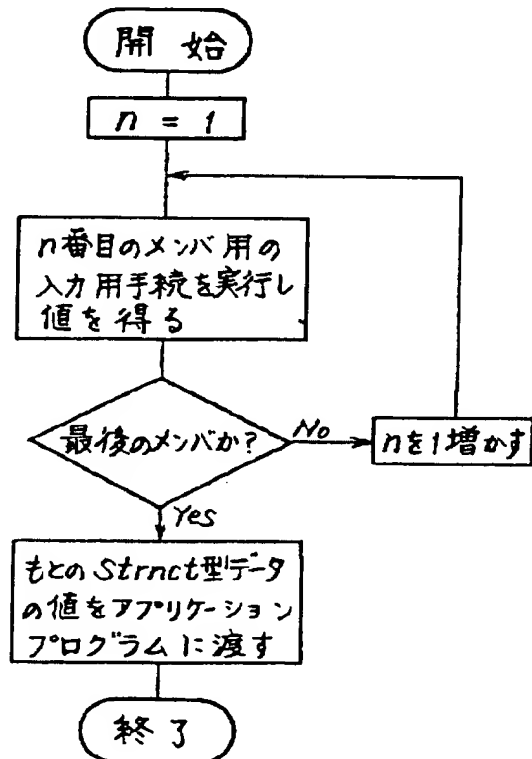 開始
n = 1
n番目のメンバ用の
入力用手続を実行し
値を得る
最後のメンバか?
No
nを1増かす
Yes
もとのStrnct型データ
の値をアプリケーション
プログラムに渡す
終了